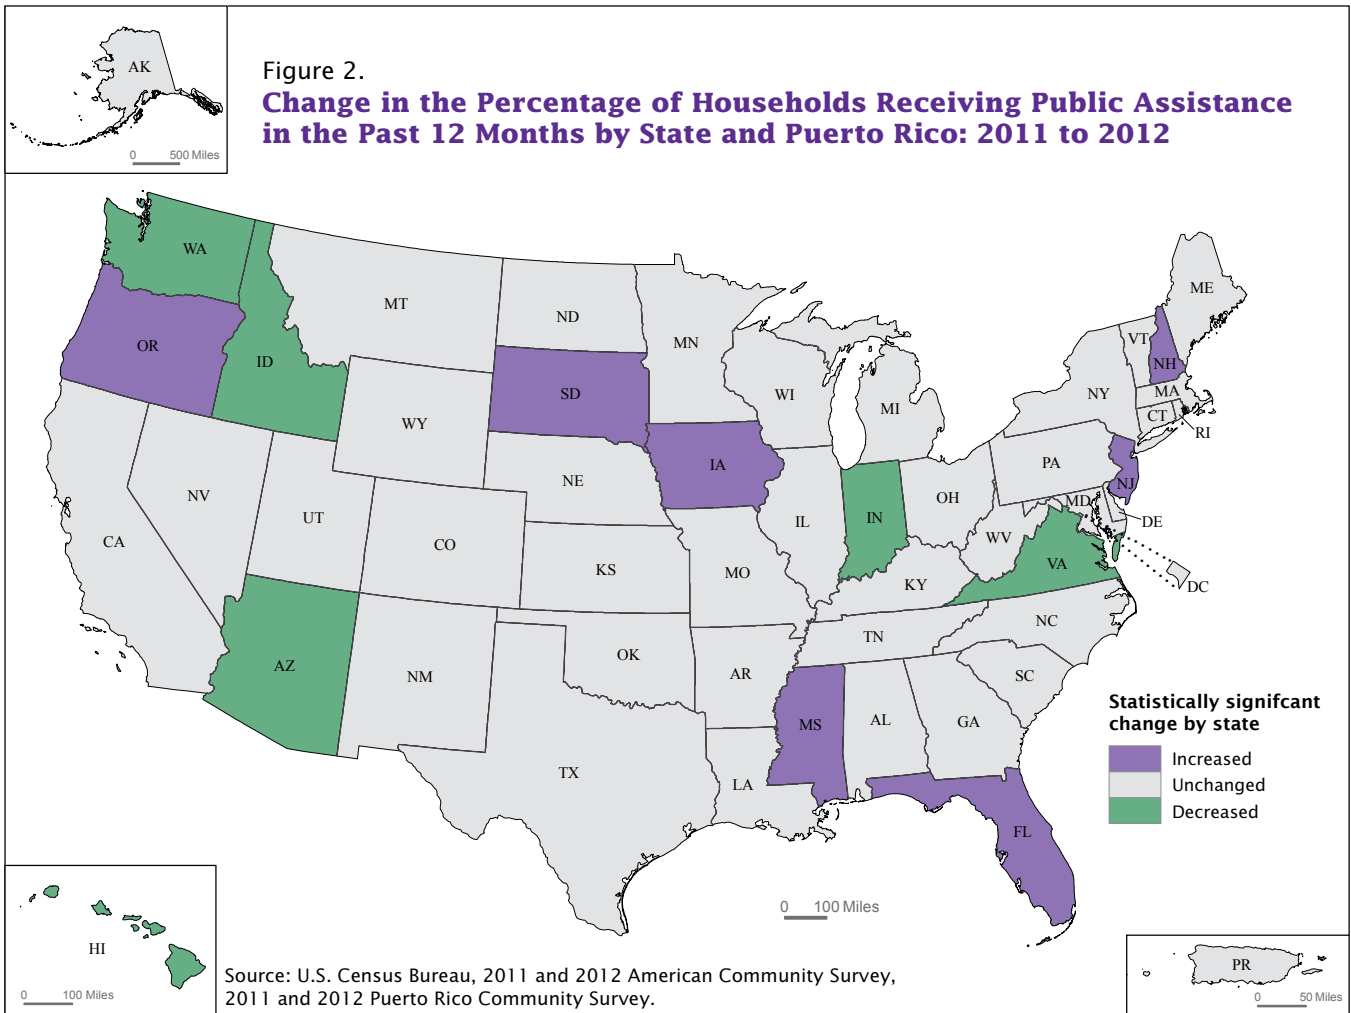 AK
0 500 Miles
Figure 2.
Change in the Percentage of Households Receiving Public Assistance
in the Past 12 Months by State and Puerto Rico: 2011 to 2012
WA
MT
ND
MN
ME
OR
ID
SD
WI
MI
VT
NH
NY
MA
CT
RI
WY
IA
PA
NJ
NE
NV
UT
CO
IL
IN
OH
MD
DE
WV
VA
DC
CA
KS
MO
KY
NC
TN
AZ
NM
OK
AR
SC
MS
AL
GA
TX
LA
FL
Statistically signifcant
change by state
Increased
Unchanged
Decreased
0 100 Miles
HI
0 100 Miles
Source: U.S. Census Bureau, 2011 and 2012 American Community Survey,
2011 and 2012 Puerto Rico Community Survey.
PR
0 50 Miles